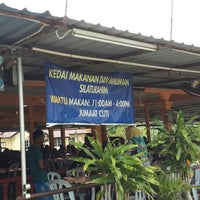 KEDAI MAKANAN DAN MINUMAN
SILATURAHIM
WAKTU MAKAN: 11:00AM - 4:00PM
JUMAAT CUTI